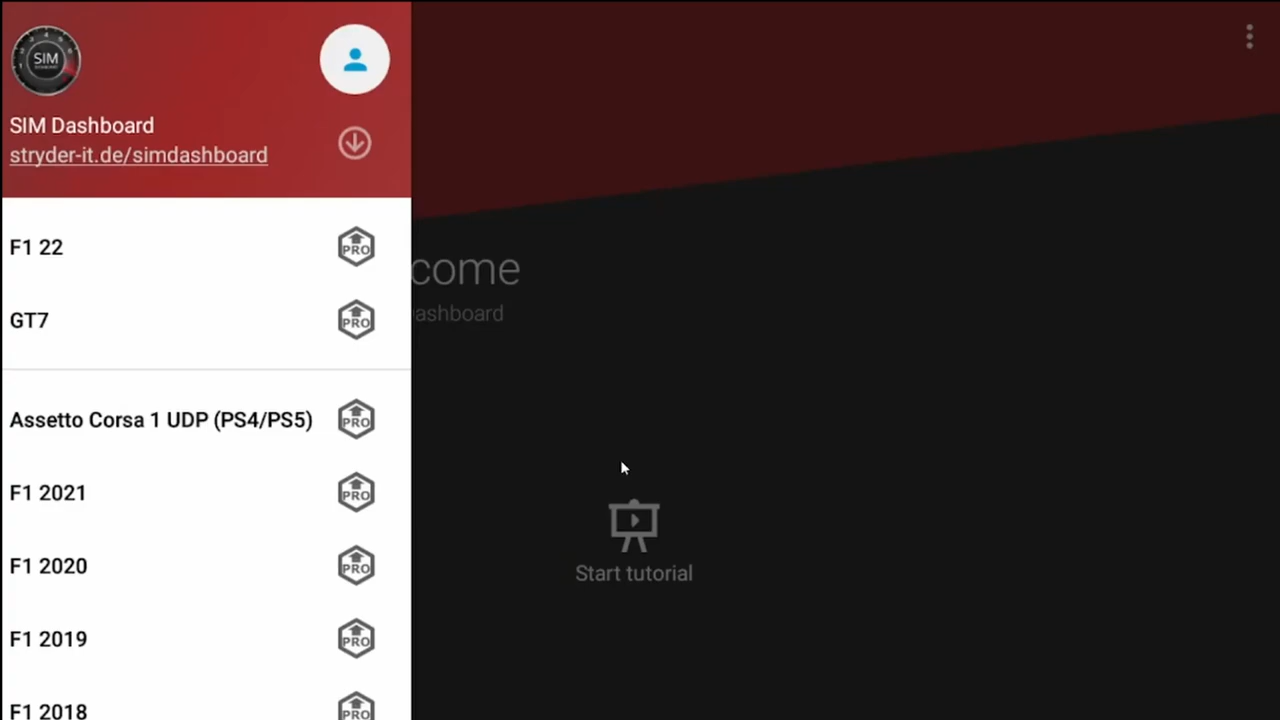 SIM
SIM Dashboard
stryder-it.de/simdashboard
F1 22
PRO
GT7
PRO
come
ashboard
Assetto Corsa 1 UDP (PS4/PS5)
PRO
F1 2021
PRO
F1 2020
PRO
Start tutorial
F1 2019
PRO
F1 2018
PRO